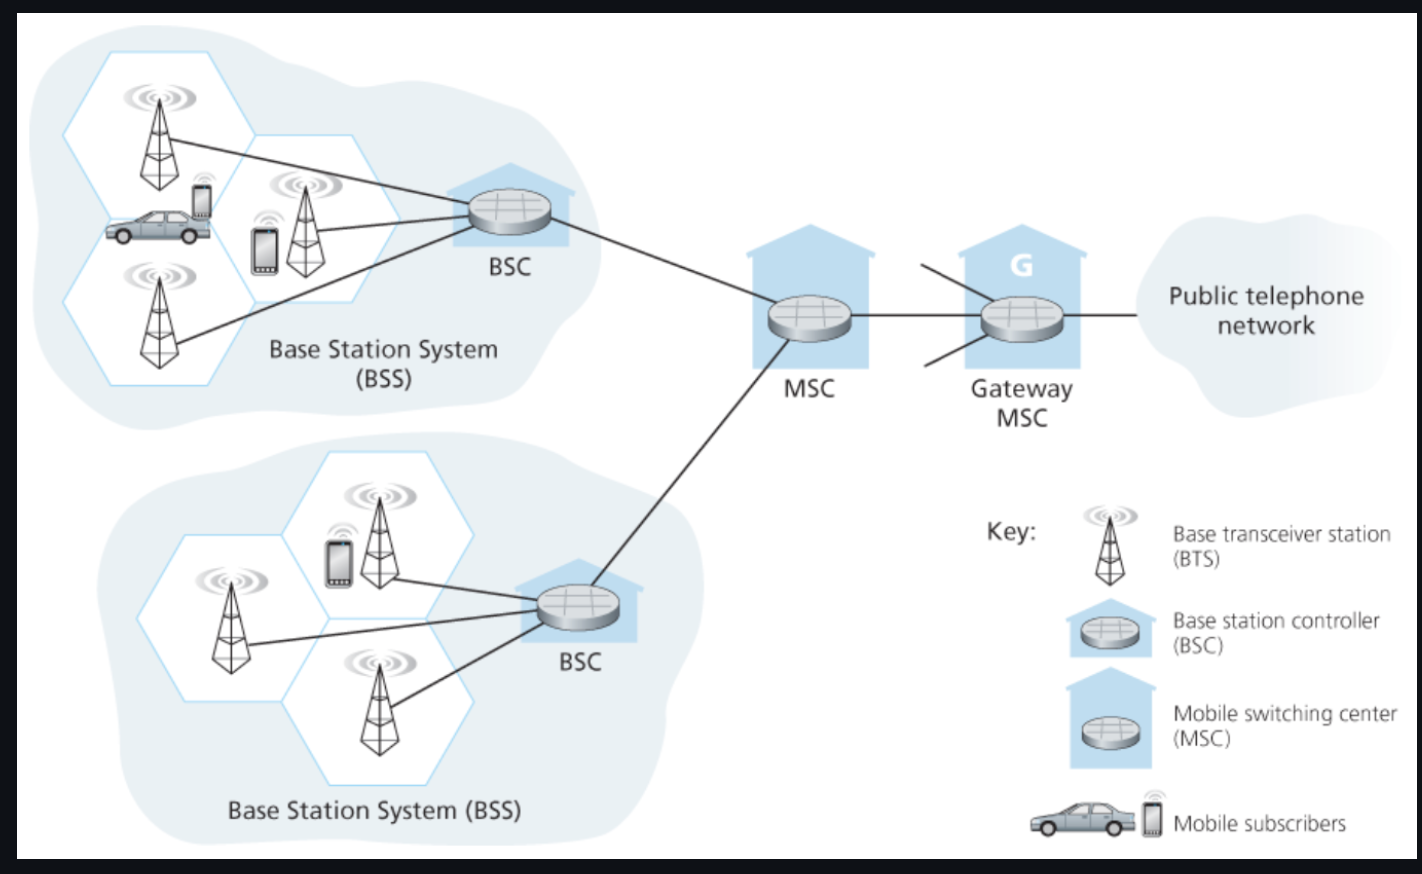 BSC
Base Station System
(BSS)
MSC
G
Gateway
MSC
Public telephone
network
BSC
Base Station System (BSS)
Key:
Base transceiver station
(BTS)
Base station controller
(BSC)
Mobile switching center
(MSC)
Mobile subscribers